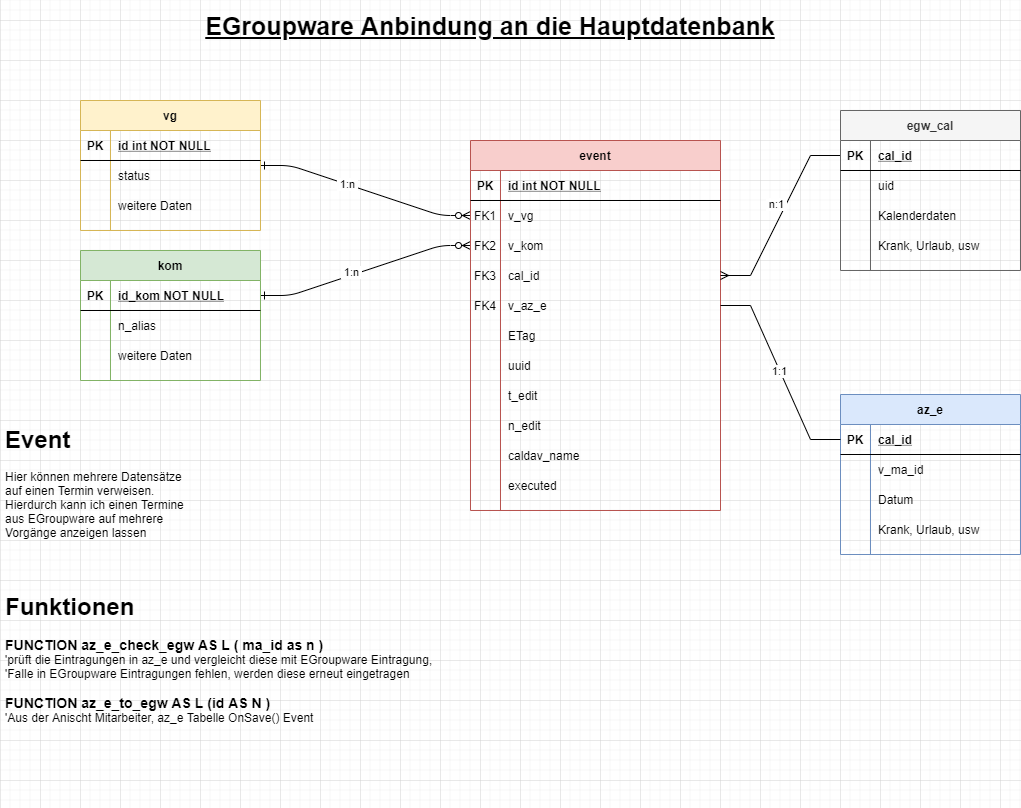 EGroupware Anbindung an die Hauptdatenbank
vg
PK id int NOT NULL
status
weitere Daten
kom
PK id_kom NOT NULL
n_alias
weitere Daten
1:n
1:n
event
PK id int NOT NULL
FK1 v_vg
FK2 v_kom
FK3 cal_id
FK4 v_az_e
ETag
uuid
t_edit
n_edit
caldav_name
executed
n:1
1:1
egw_cal
PK cal_id
uid
Kalenderdaten
Krank, Urlaub, usw
az_e
PK cal_id
v_ma_id
Datum
Krank, Urlaub, usw
Event
Hier können mehrere Datensätze
auf einen Termin verweisen.
Hierdurch kann ich einen Termine
aus EGroupware auf mehrere
Vorgänge anzeigen lassen
Funktionen
FUNCTION az_e_check_egw AS L ( ma_id as n )
'prüft die Eintragungen in az_e und vergleicht diese mit EGroupware Eintragung,
'Falle in EGroupware Eintragungen fehlen, werden diese erneut eingetragen
FUNCTION az_e_to_egw AS L (id AS N )
'Aus der Anischt Mitarbeiter, az_e Tabelle OnSave() Event